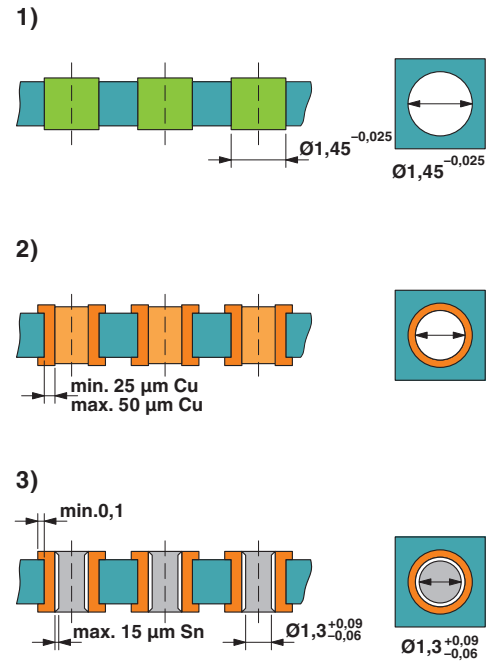 1)
Ø1,45 −0,025
Ø1,45 −0,025
2)
min. 25 µm Cu
max. 50 µm Cu
3)
min.0,1
max. 15 µm Sn
Ø1,3 +0,09 −0,06
Ø1,3 +0,09 −0,06